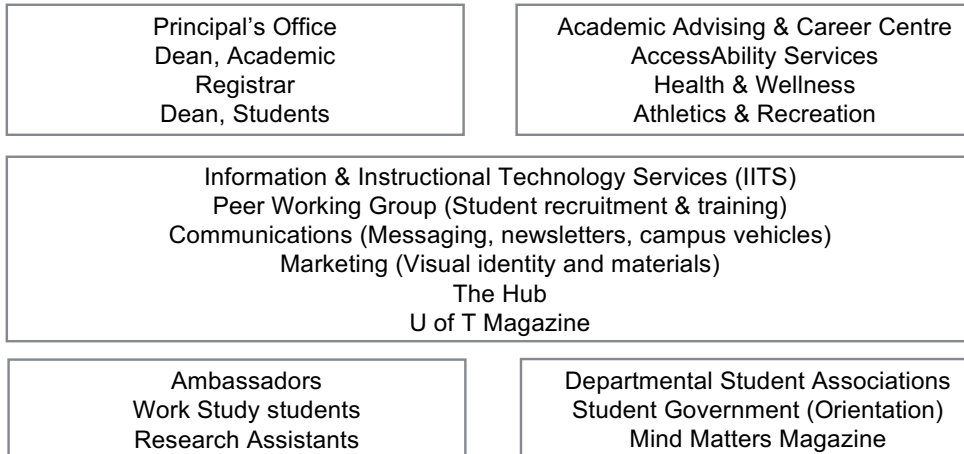 Principal's Office
Dean, Academic
Registrar
Dean, Students
Academic Advising & Career Centre
AccessAbility Services
Health & Wellness
Athletics & Recreation
Information & Instructional Technology Services (IITS)
Peer Working Group (Student recruitment & training)
Communications (Messaging, newsletters, campus vehicles)
Marketing (Visual identity and materials)
The Hub
U of T Magazine
Ambassadors
Work Study students
Research Assistants
Departmental Student Associations
Student Government (Orientation)
Mind Matters Magazine